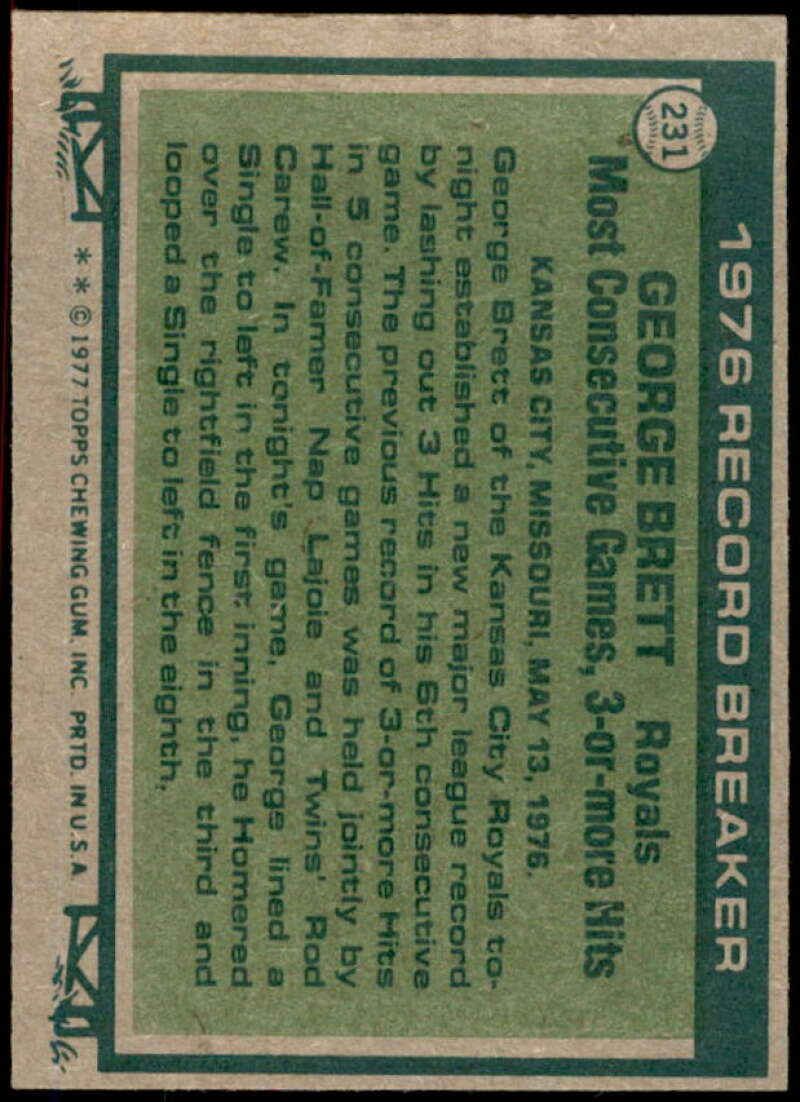 1976 RECORD BREAKER
231
GEORGE BRETT Royals
Most Consecutive Games, 3-or-more Hits
KANSAS CITY, MISSOURI, MAY 13, 1976.
George Brett of the Kansas City Royals to-
night established a new major league record
by lashing out 3 Hits in his 6th consecutive
game. The previous record of 3-or-more Hits
in 5 consecutive games was held jointly by
Hall-of-Famer Nap Lajoie and Twins' Rod
Carew. In tonight's game, George lined a
Single to left in the first inning, he Homered
over the rightfield fence in the third and
looped a Single to left in the eighth.
* * © 1977 TOPPS CHEWING GUM, INC. PRTD. IN U.S.A